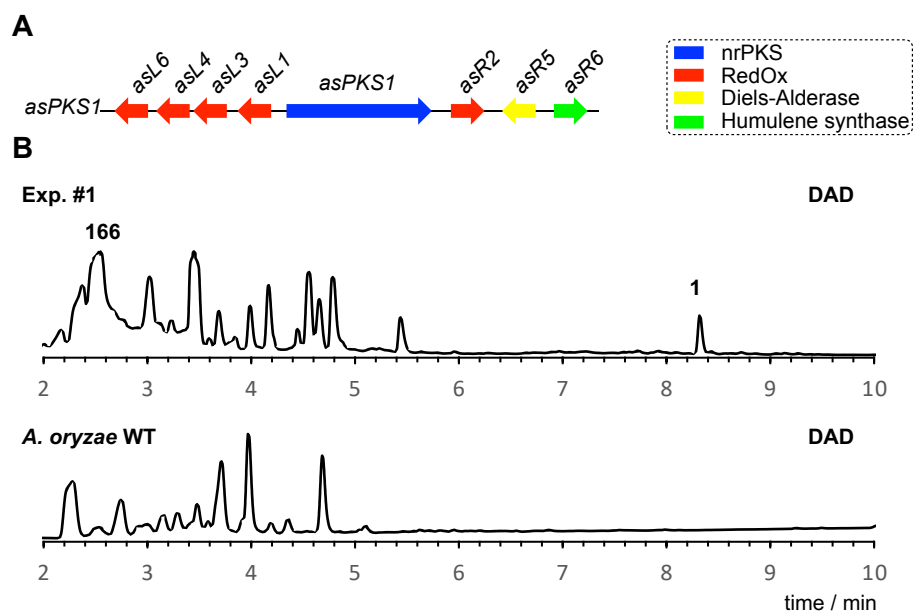 A
asL6 asL4 asL3 asL1 asPKS1 asR2 asR5 asR6
asPKS1
nrPKS
RedOx
Diels-Alderase
Humulene synthase
B
Exp. #1 DAD
166
1
2 3 4 5 6 7 8 9 10
A. oryzae WT DAD
2 3 4 5 6 7 8 9 10
time / min